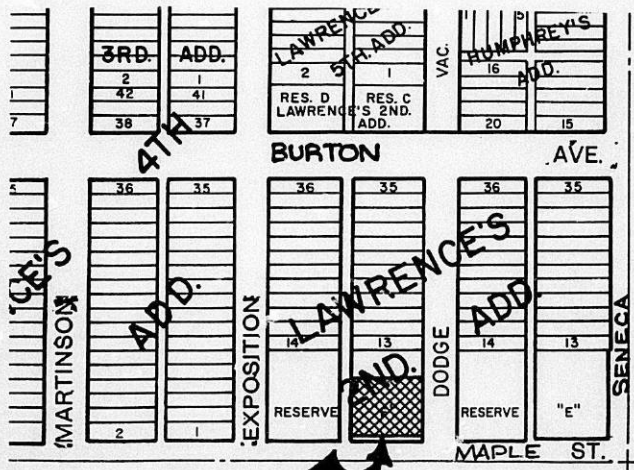 3RD. ADD.
LAWRENCE
5TH. ADD.
VAC.
HUMPHREY'S
ADD.
2 1 2 1 16
42 41
RES. D RES. C
LAWRENCE'S 2ND.
ADD.
7 38 37 20 15
4TH
BURTON AVE.
36 35 36 35 36 35
CE'S
ADD.
LAWRENCE'S
2ND.
ADD.
MARTINSON
EXPOSITION
DODGE
SENECA
14 13 14 13
RESERVE RESERVE "E"
2 1
MAPLE ST.